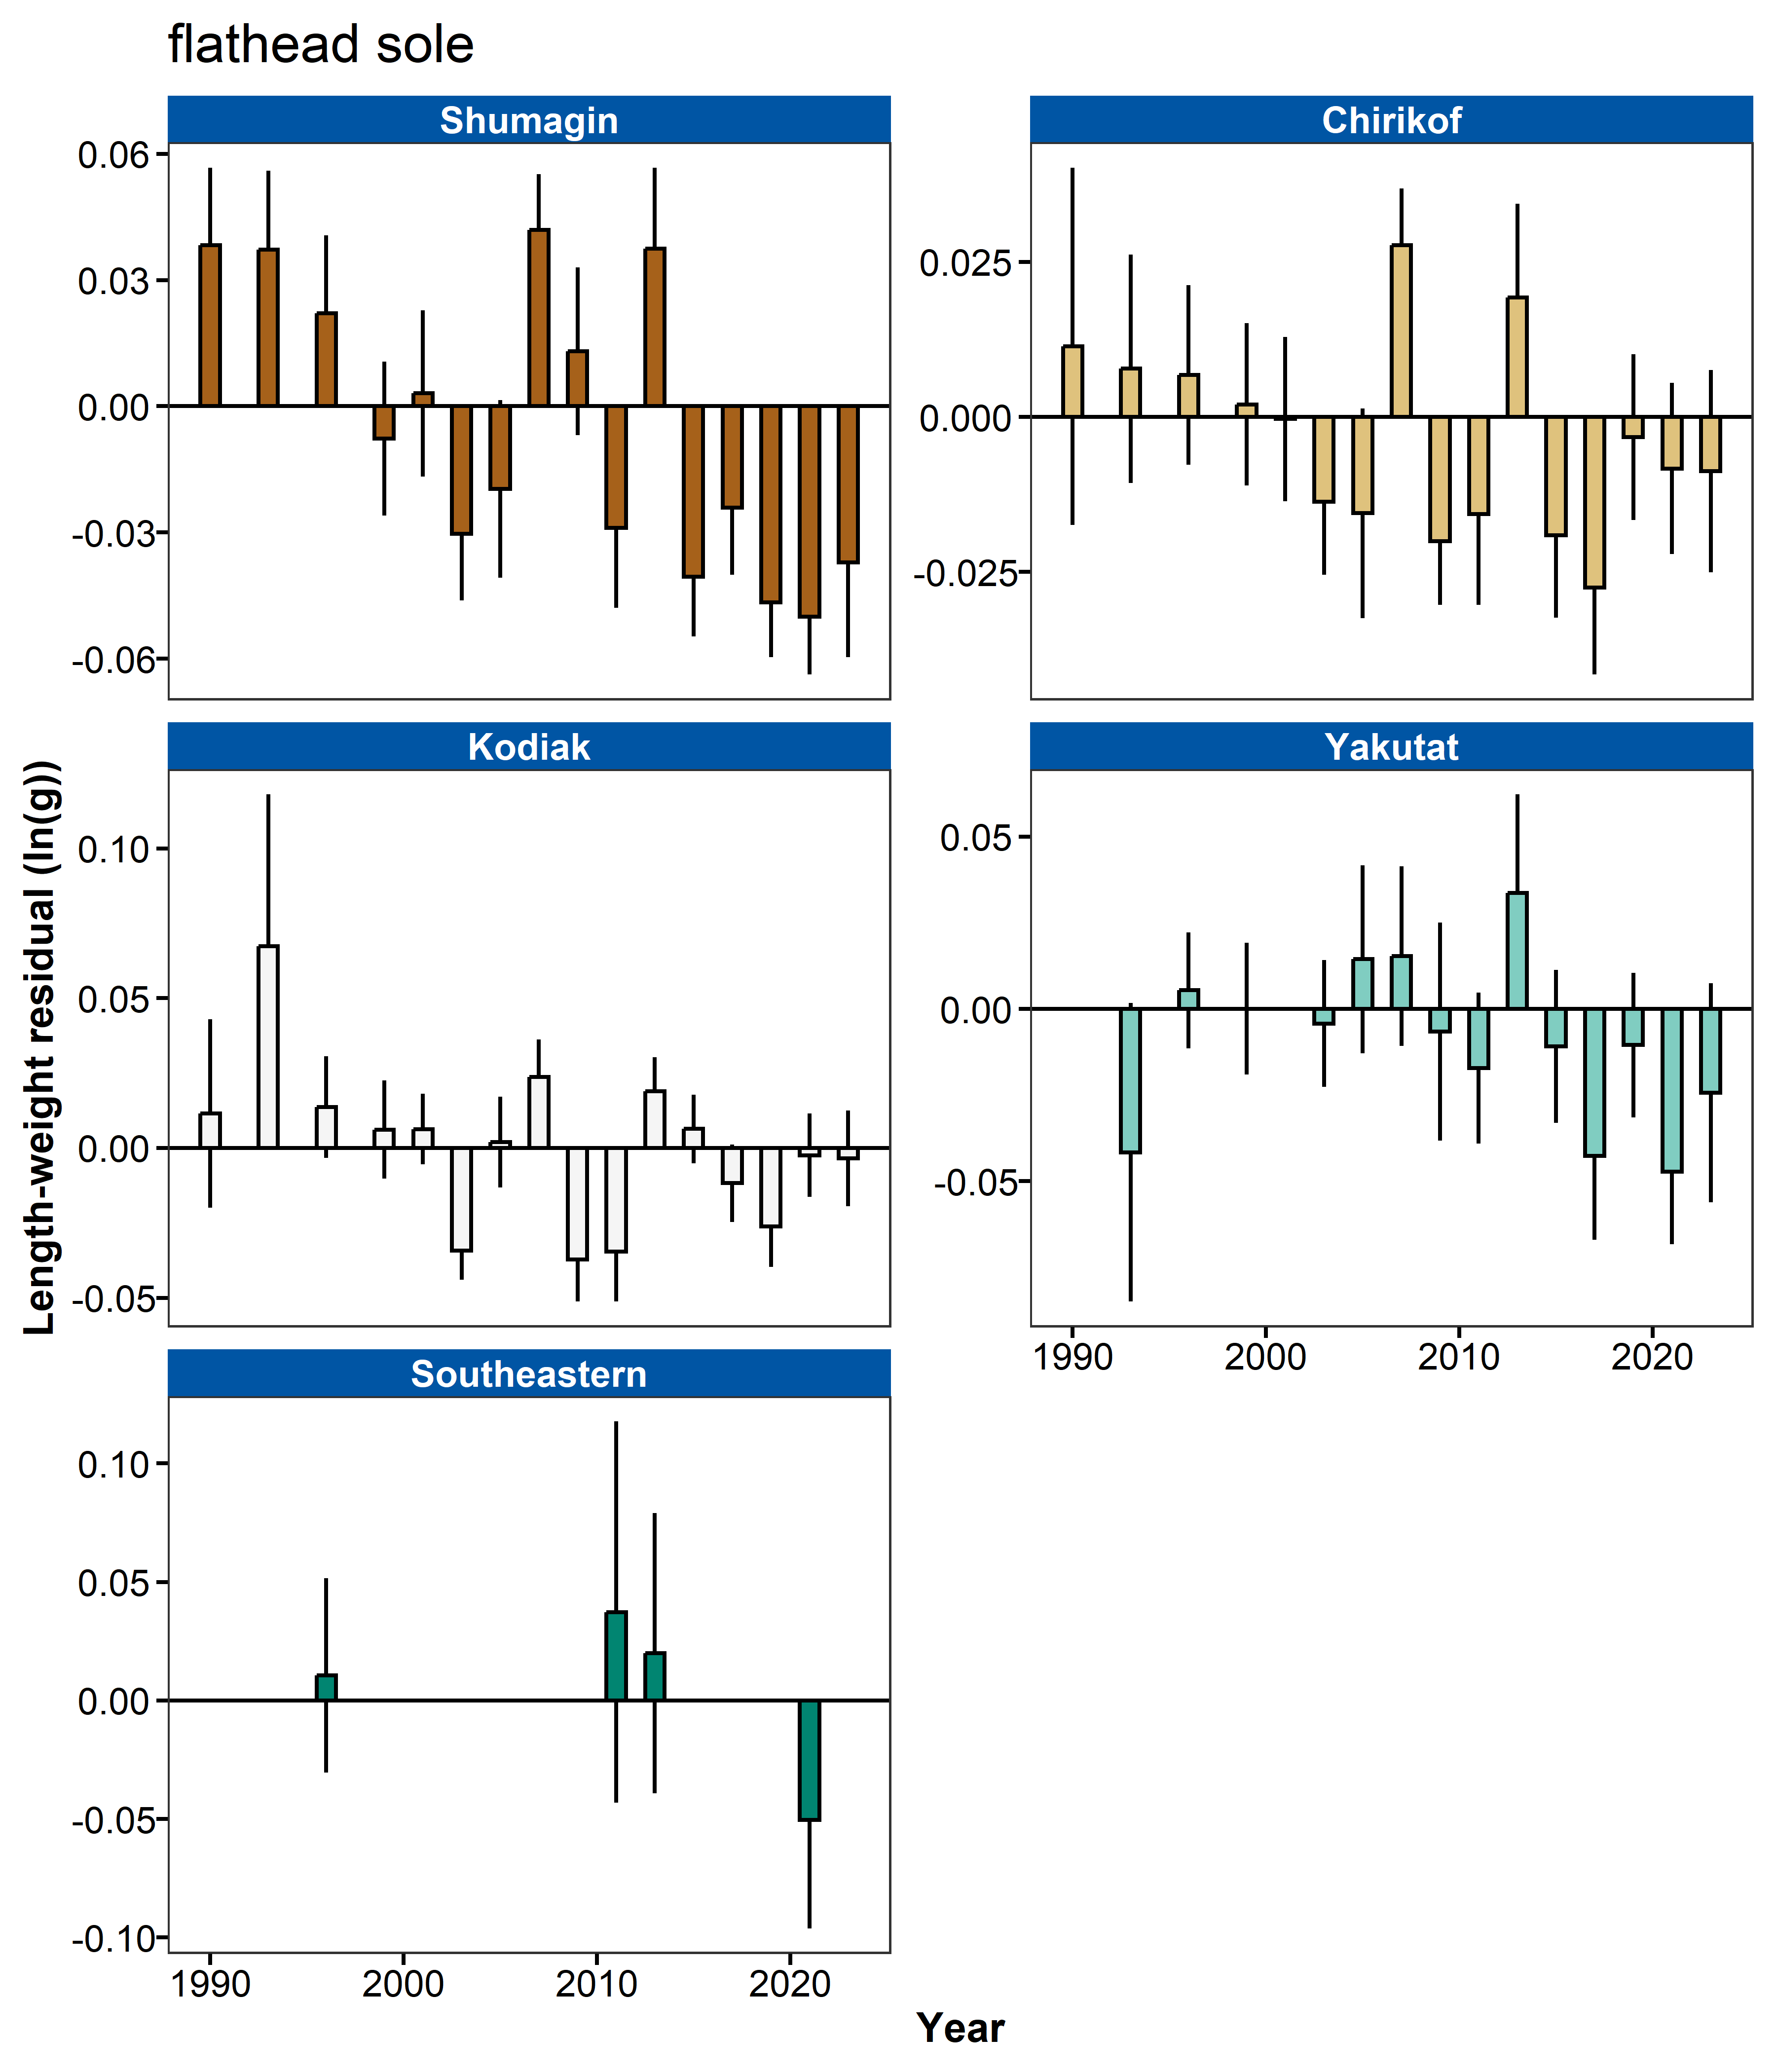 flathead sole
Shumagin
0.06
0.03
0.00
-0.03
-0.06
Chirikof
0.025
0.000
-0.025
Length-weight residual (ln(g))
Kodiak
0.10
0.05
0.00
-0.05
Yakutat
0.05
0.00
-0.05
1990 2000 2010 2020
Southeastern
0.10
0.05
0.00
-0.05
-0.10
1990 2000 2010 2020
Year